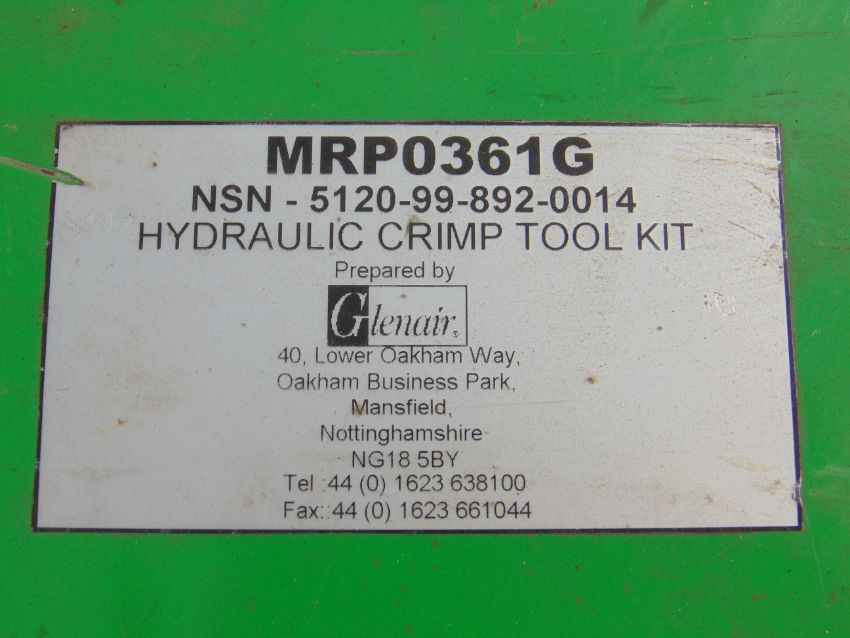 MRP0361G
NSN - 5120-99-892-0014
HYDRAULIC CRIMP TOOL KIT
Prepared by
Glenair®
40, Lower Oakham Way,
Oakham Business Park,
Mansfield,
Nottinghamshire
NG18 5BY
Tel :44 (0) 1623 638100
Fax::44 (0) 1623 661044